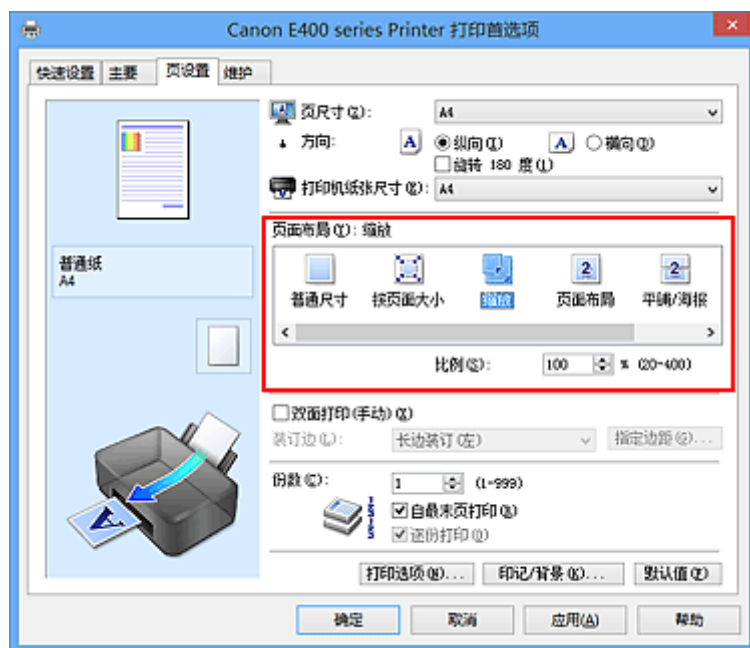 Canon E400 series Printer 打印首选项
快速设置 主要 页设置 维护
页尺寸(Z): A4
方向: A 纵向(T) A 横向(D)
旋转 180 度(L)
打印机纸张尺寸(R): A4
页面布局(Y): 缩放
普通尺寸 按页面大小 缩放 页面布局 平铺/海报
比例(S): 100 % (20-400)
普通纸
A4
双面打印(手动)(X)
装订边(L): 长边装订(左) 指定边距(G)...
份数(C): 1 (1-999)
自最末页打印(B)
逐份打印(O)
打印选项(N)... 印记/背景(K)... 默认值(F)
确定 取消 应用(A) 帮助